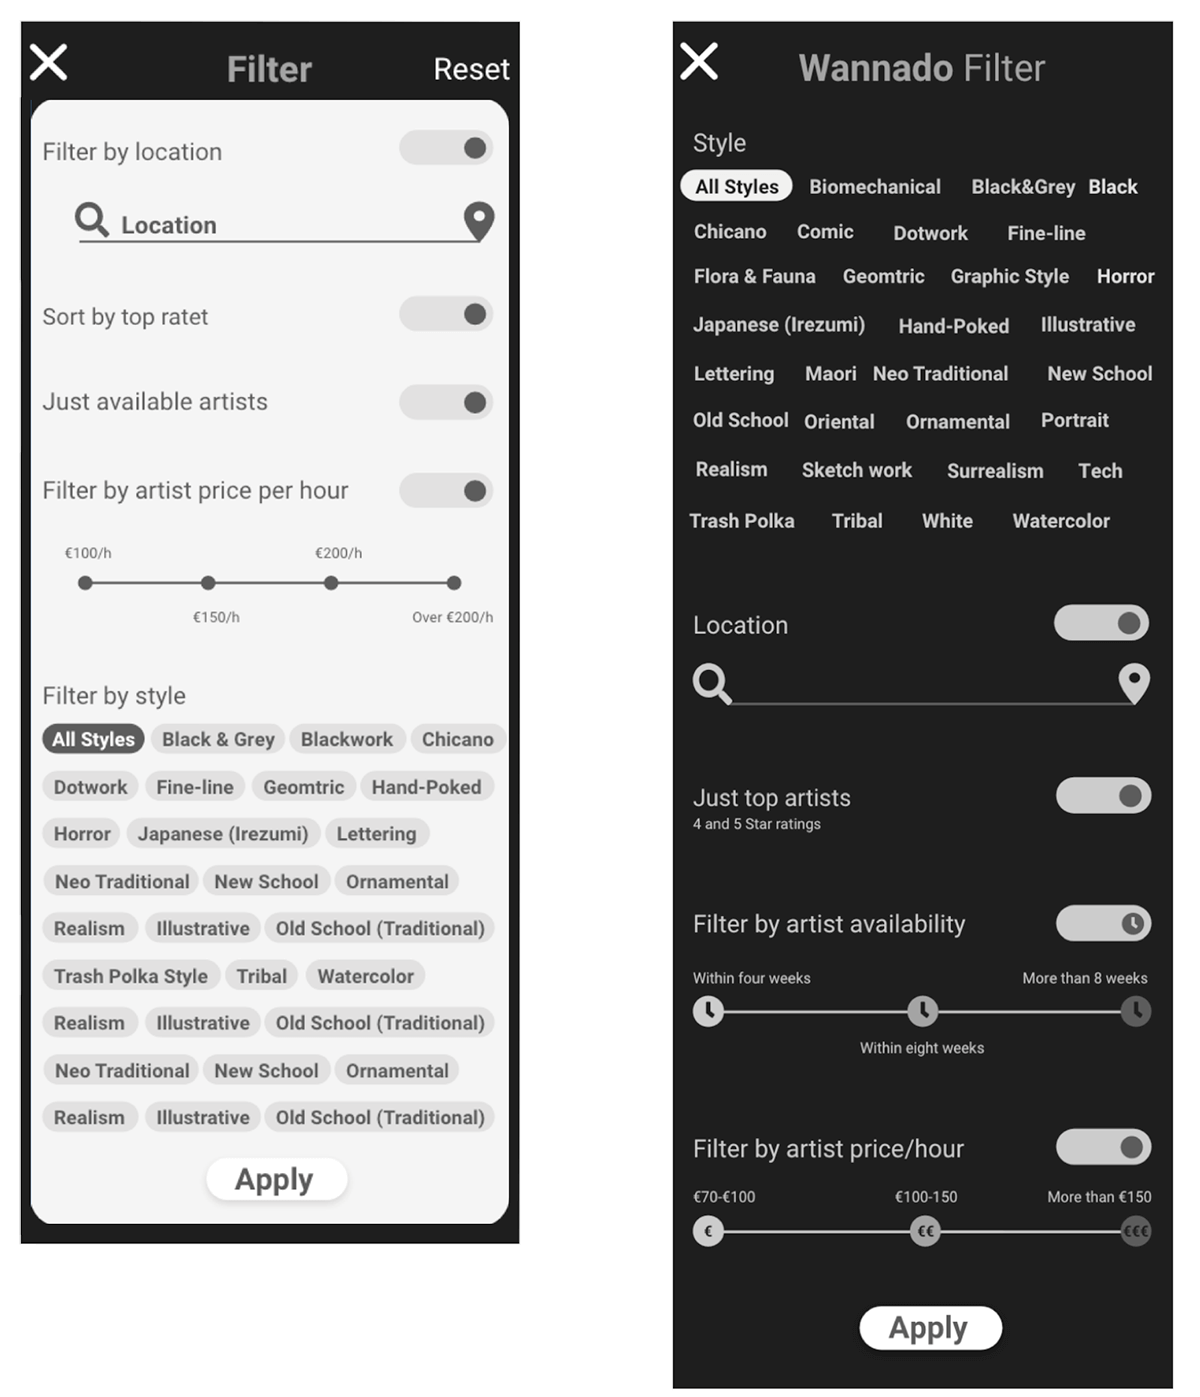 Filter
Reset
Filter by location
Location
Sort by top ratet
Just available artists
Filter by artist price per hour
€100/h €200/h
€150/h Over €200/h
Filter by style
All Styles Black & Grey Blackwork Chicano
Dotwork Fine-line Geomtric Hand-Poked
Horror Japanese (Irezumi) Lettering
Neo Traditional New School Ornamental
Realism Illustrative Old School (Traditional)
Trash Polka Style Tribal Watercolor
Realism Illustrative Old School (Traditional)
Neo Traditional New School Ornamental
Realism Illustrative Old School (Traditional)
Apply
Wannado Filter
Style
All Styles Biomechanical Black&Grey Black
Chicano Comic Dotwork Fine-line
Flora & Fauna Geomtric Graphic Style Horror
Japanese (Irezumi) Hand-Poked Illustrative
Lettering Maori Neo Traditional New School
Old School Oriental Ornamental Portrait
Realism Sketch work Surrealism Tech
Trash Polka Tribal White Watercolor
Location
Just top artists
4 and 5 Star ratings
Filter by artist availability
Within four weeks More than 8 weeks
Within eight weeks
Filter by artist price/hour
€70-€100 €100-150 More than €150
€ €€ €€€
Apply